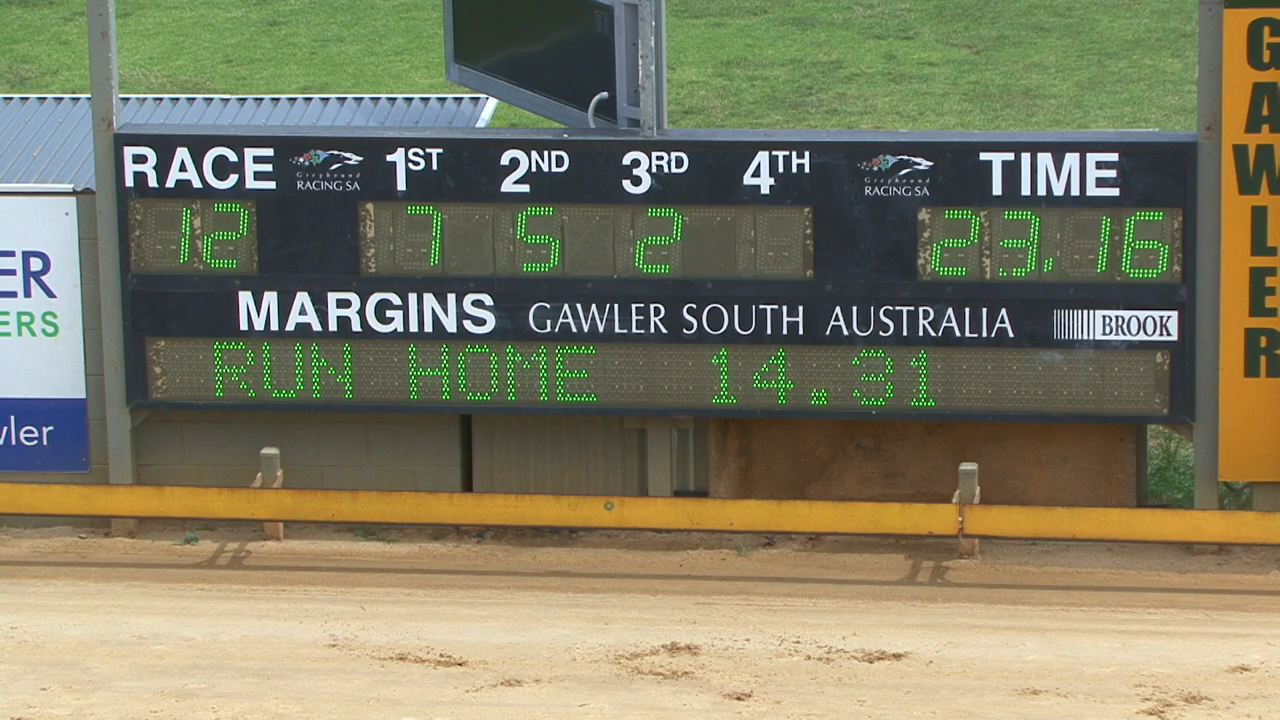 RACE Greyhound RACING SA 1ST 2ND 3RD 4TH Greyhound RACING SA TIME
12 7 5 2 23.16
MARGINS GAWLER SOUTH AUSTRALIA BROOK
RUN HOME 14.31
ER
ERS
wler
GAWLER